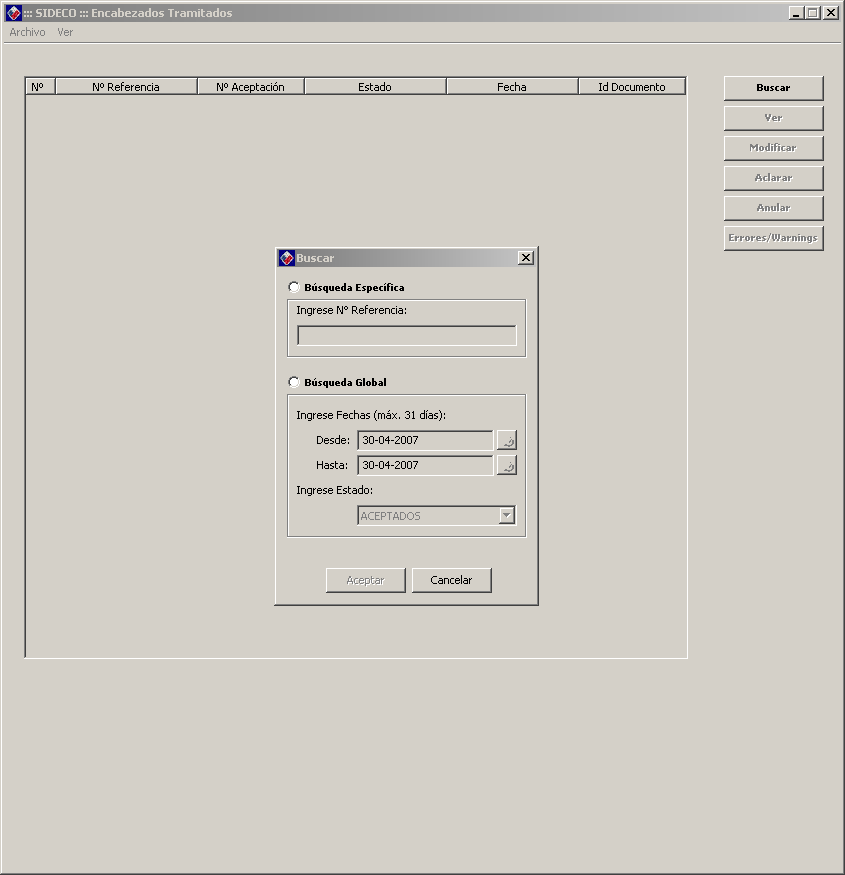 ::: SIDECO ::: Encabezados Tramitados
Archivo Ver
Nº Nº Referencia Nº Aceptación Estado Fecha Id Documento
Buscar
Ver
Modificar
Aclarar
Anular
Errores/Warnings
Buscar
Búsqueda Específica
Ingrese Nº Referencia:
Búsqueda Global
Ingrese Fechas (máx. 31 días):
Desde: 30-04-2007
Hasta: 30-04-2007
Ingrese Estado:
ACEPTADOS
Aceptar Cancelar